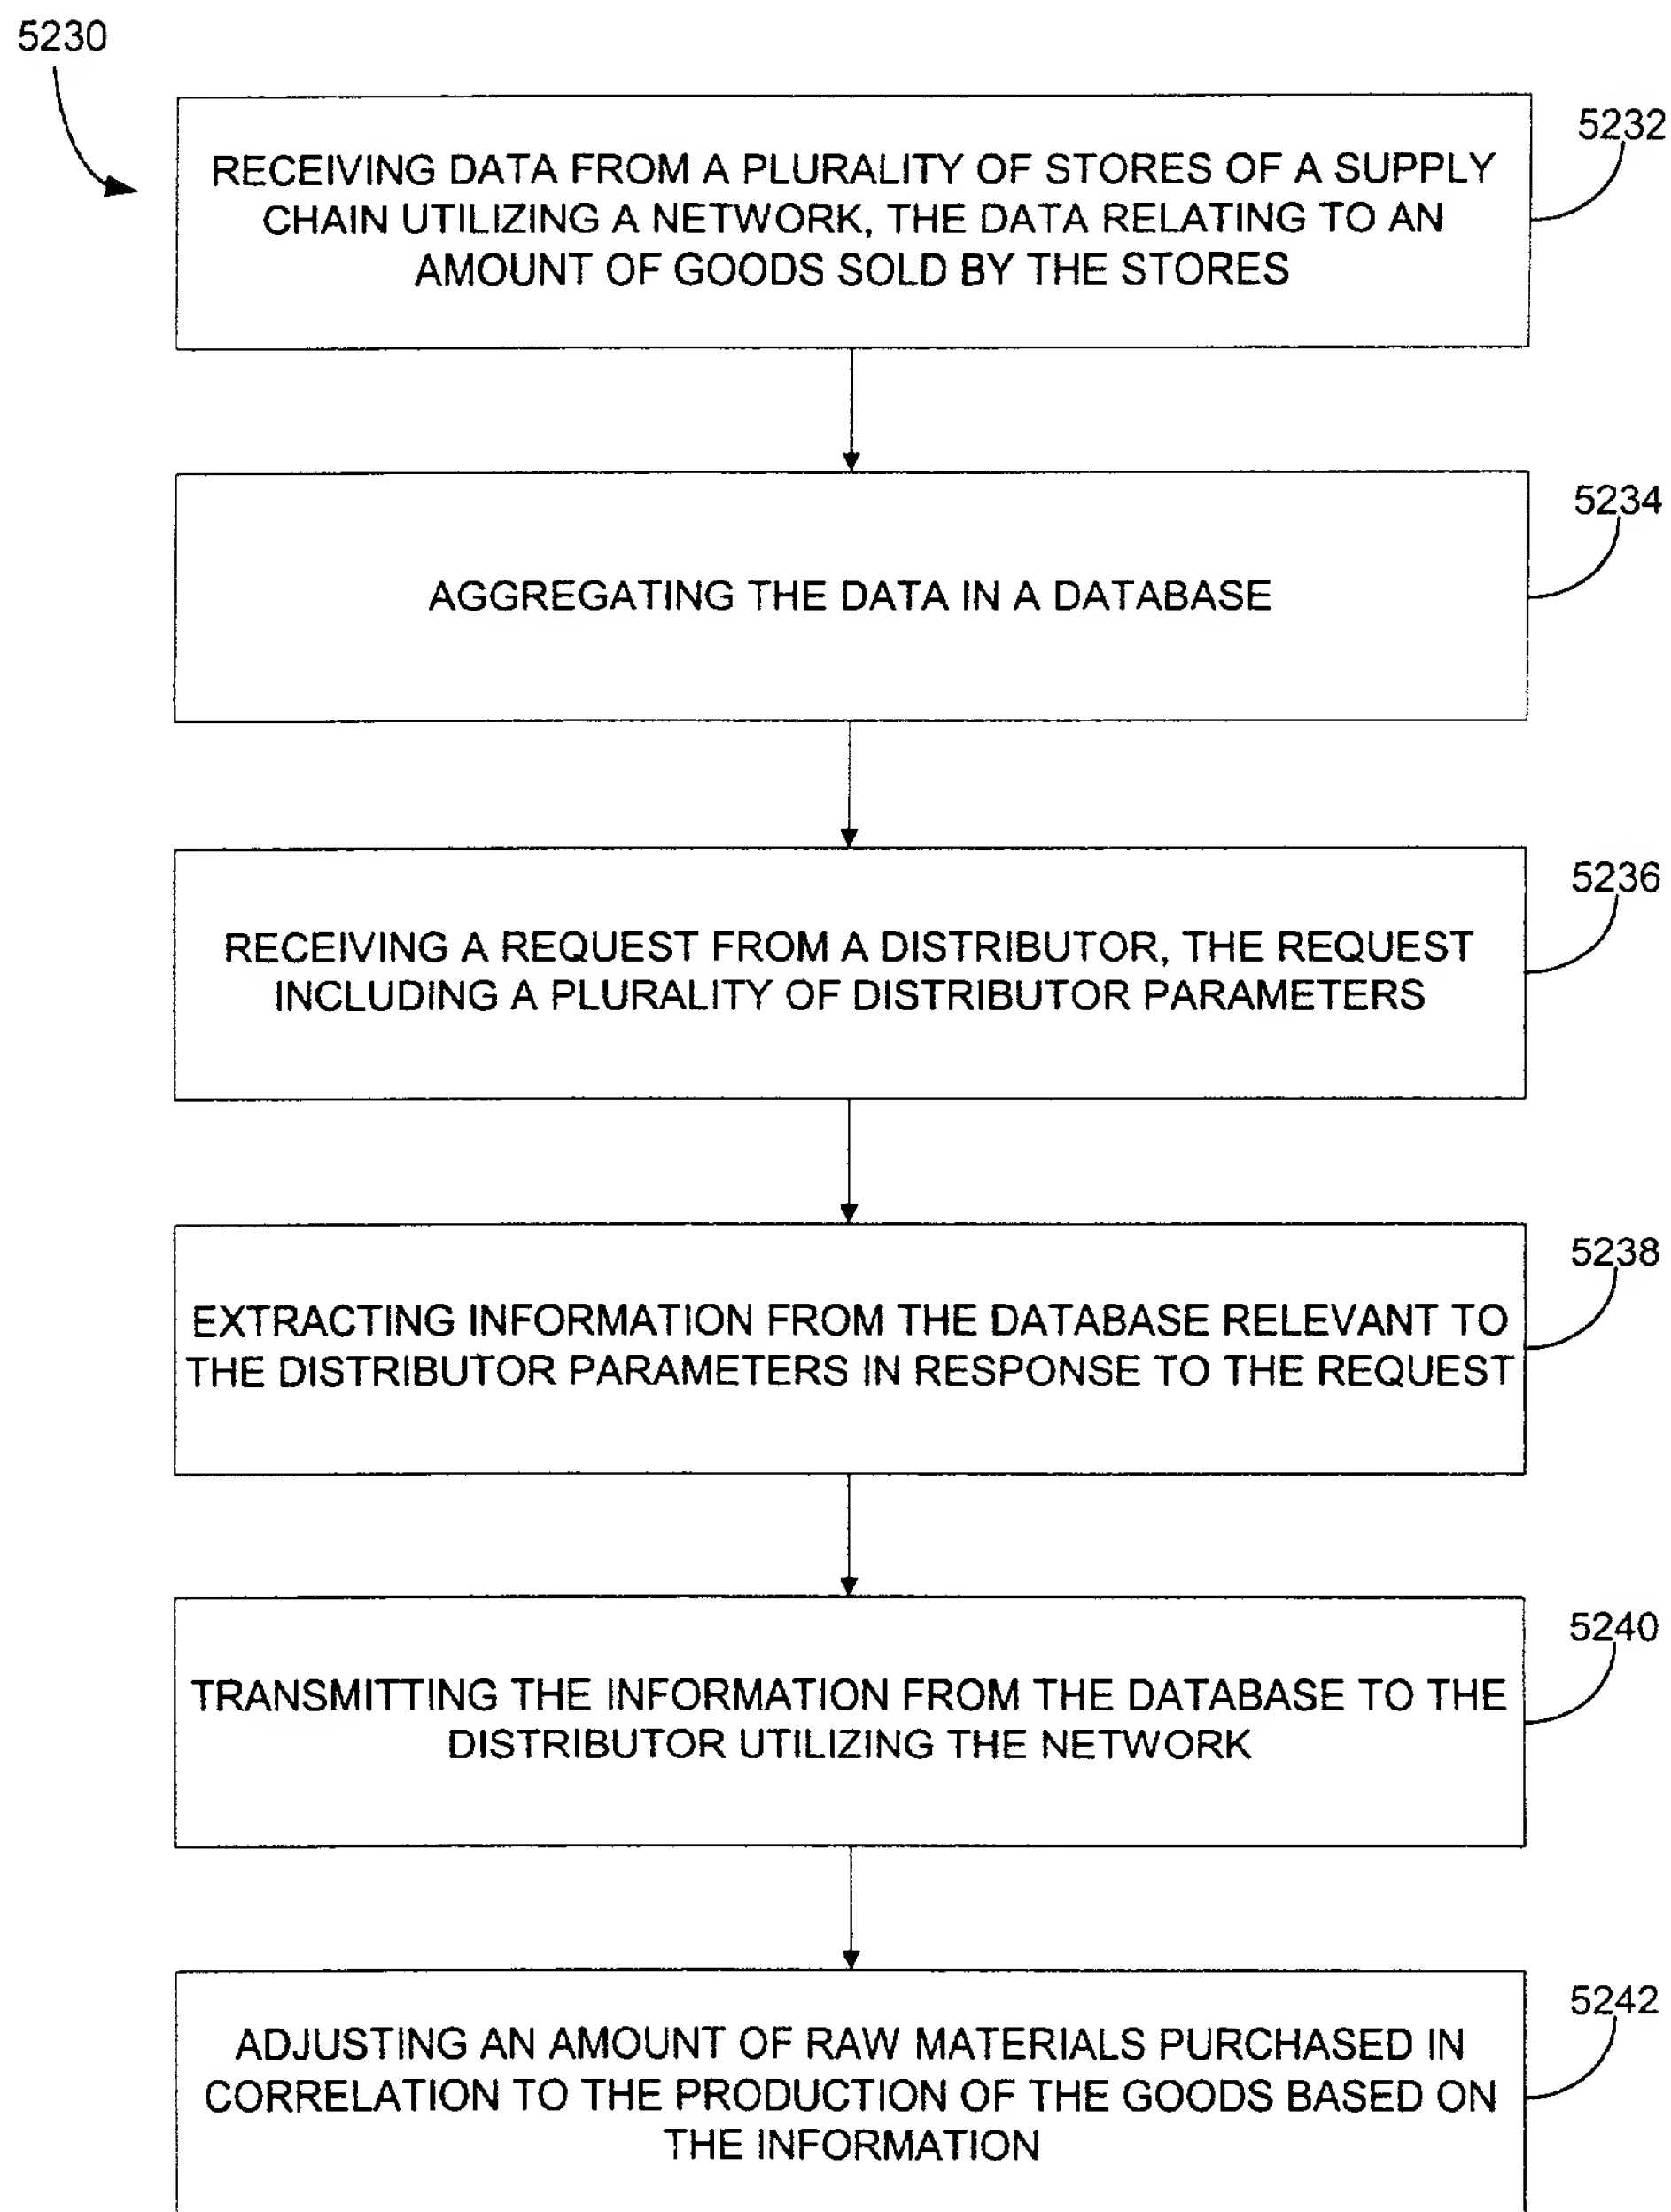 5230
5232
RECEIVING DATA FROM A PLURALITY OF STORES OF A SUPPLY
CHAIN UTILIZING A NETWORK, THE DATA RELATING TO AN
AMOUNT OF GOODS SOLD BY THE STORES
5234
AGGREGATING THE DATA IN A DATABASE
5236
RECEIVING A REQUEST FROM A DISTRIBUTOR, THE REQUEST
INCLUDING A PLURALITY OF DISTRIBUTOR PARAMETERS
5238
EXTRACTING INFORMATION FROM THE DATABASE RELEVANT TO
THE DISTRIBUTOR PARAMETERS IN RESPONSE TO THE REQUEST
5240
TRANSMITTING THE INFORMATION FROM THE DATABASE TO THE
DISTRIBUTOR UTILIZING THE NETWORK
5242
ADJUSTING AN AMOUNT OF RAW MATERIALS PURCHASED IN
CORRELATION TO THE PRODUCTION OF THE GOODS BASED ON
THE INFORMATION